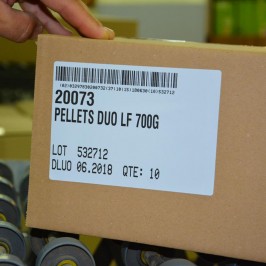 20073
PELLETS DUO LF 700G
LOT 532712
DLUO 06.2018 QTE: 10